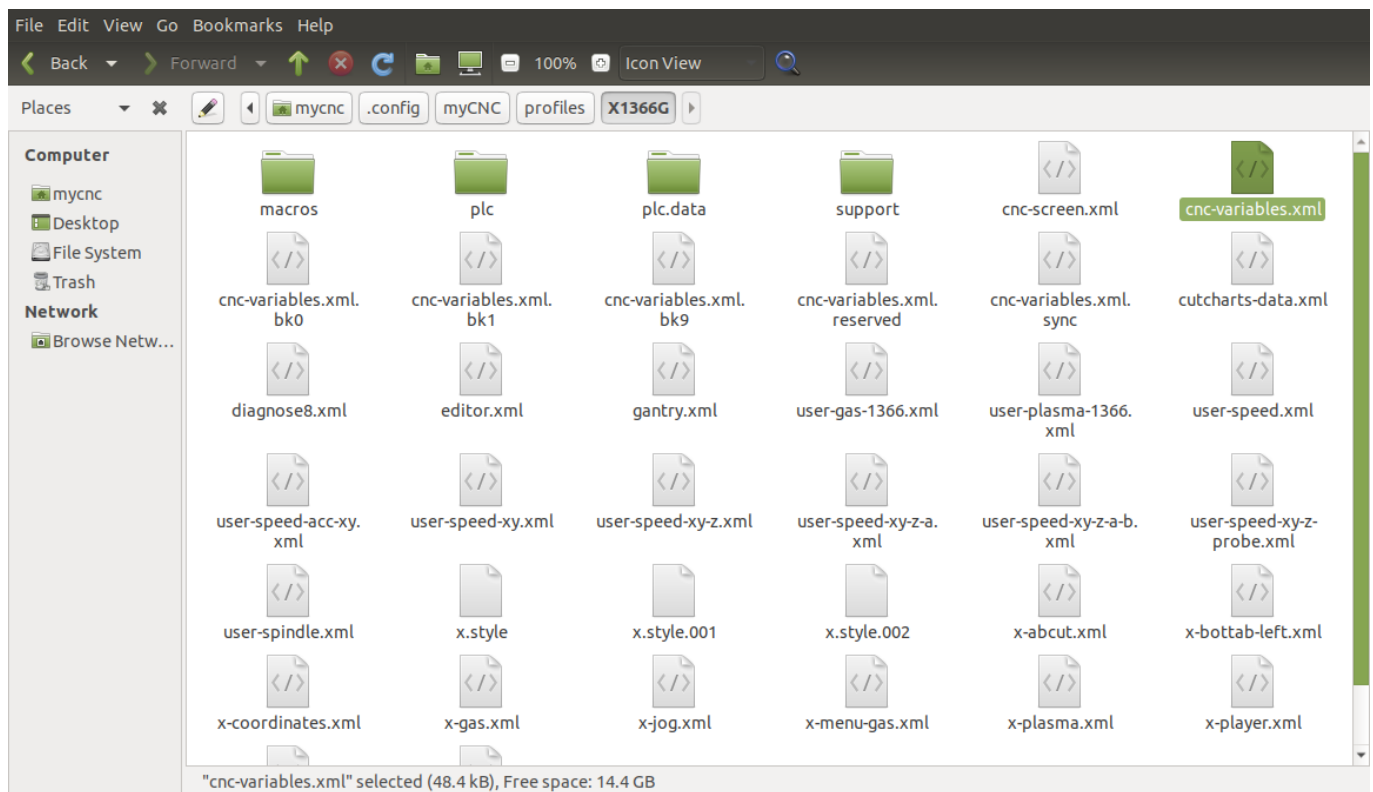 File Edit View Go Bookmarks Help
Back Forward 100% Icon View
Places mycnc .config myCNC profiles X1366G
Computer
mycnc
Desktop
File System
Trash
Network
Browse Netw...
macros plc plc.data support cnc-screen.xml cnc-variables.xml
cnc-variables.xml. cnc-variables.xml. cnc-variables.xml. cnc-variables.xml. cnc-variables.xml. cutcharts-data.xml
bk0 bk1 bk9 reserved sync
diagnose8.xml editor.xml gantry.xml user-gas-1366.xml user-plasma-1366. user-speed.xml
xml
user-speed-acc-xy. user-speed-xy.xml user-speed-xy-z.xml user-speed-xy-z-a. user-speed-xy-z-a-b. user-speed-xy-z-
xml xml xml probe.xml
user-spindle.xml x.style x.style.001 x.style.002 x-abcut.xml x-bottab-left.xml
x-coordinates.xml x-gas.xml x-jog.xml x-menu-gas.xml x-plasma.xml x-player.xml
"cnc-variables.xml" selected (48.4 kB), Free space: 14.4 GB